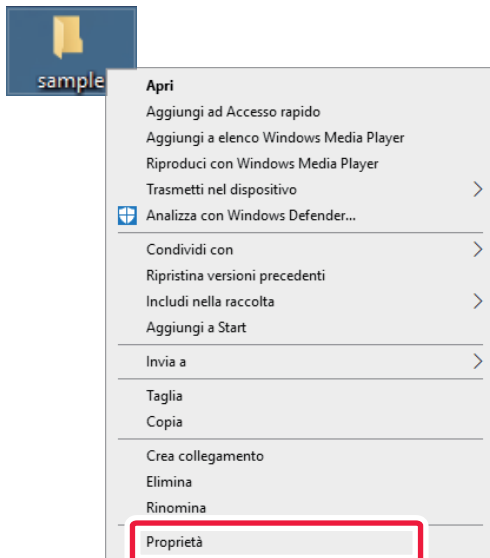 sample
Apri
Aggiungi ad Accesso rapido
Aggiungi a elenco Windows Media Player
Riproduci con Windows Media Player
Trasmetti nel dispositivo
Analizza con Windows Defender...
Condividi con
Ripristina versioni precedenti
Includi nella raccolta
Aggiungi a Start
Invia a
Taglia
Copia
Crea collegamento
Elimina
Rinomina
Proprietà